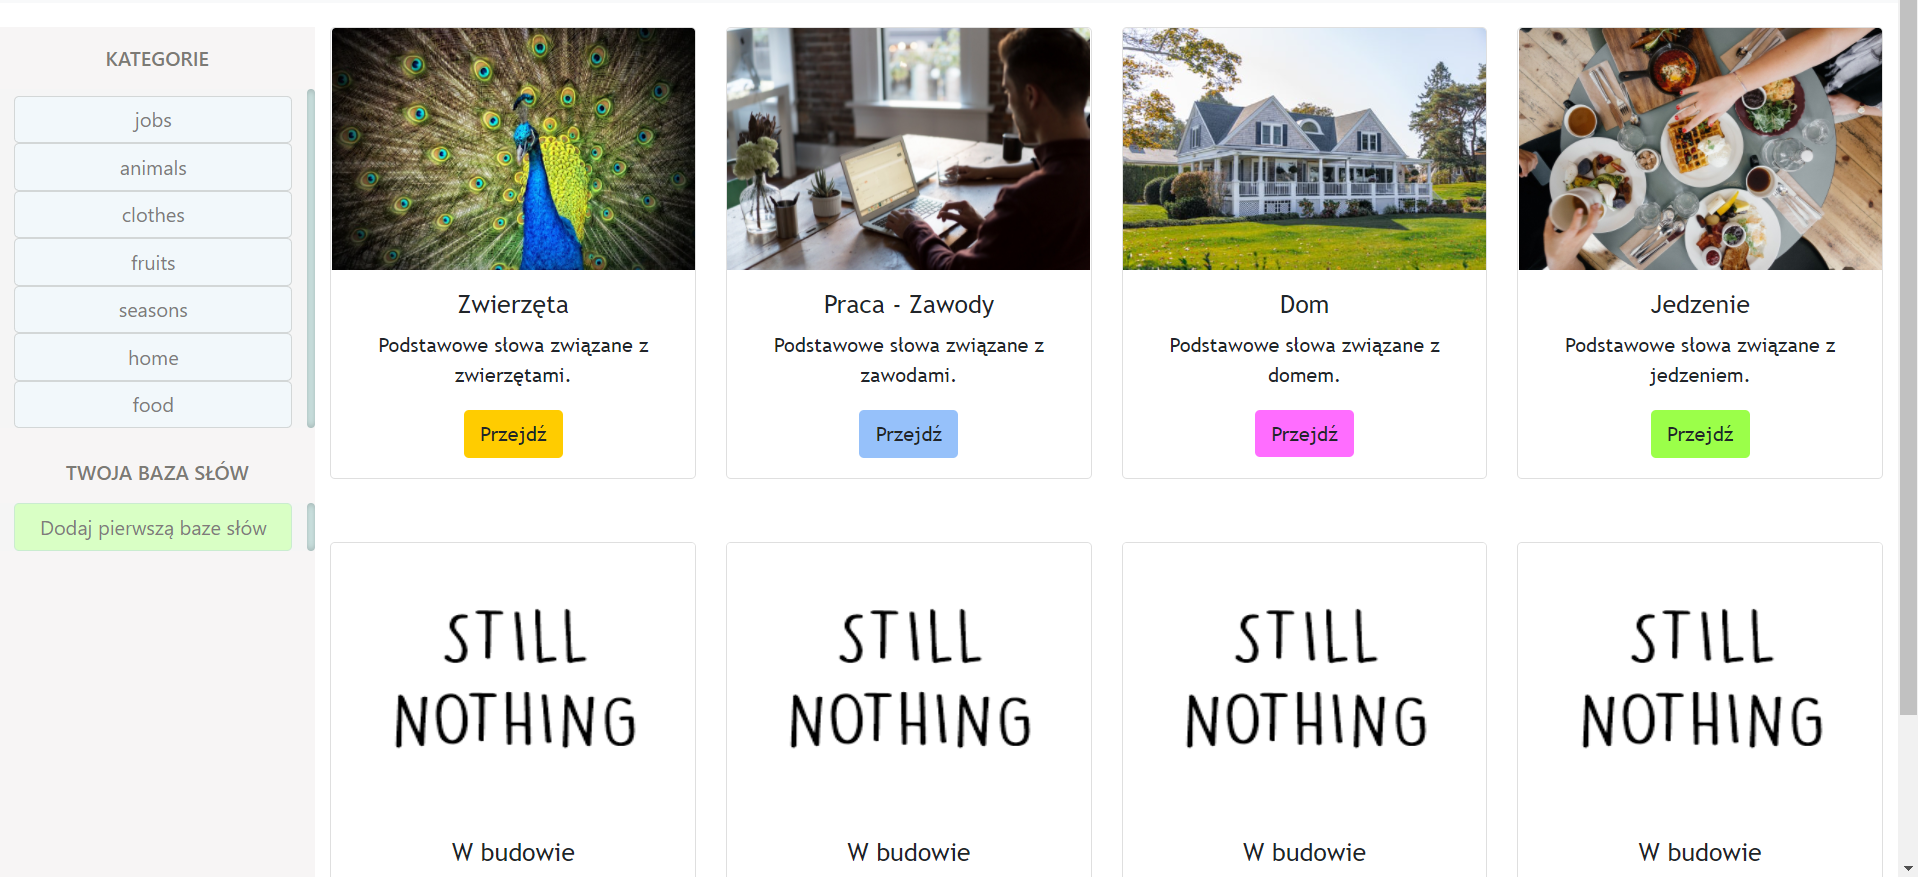 KATEGORIE
jobs
animals
clothes
fruits
seasons
home
food
TWOJA BAZA SŁÓW
Dodaj pierwszą baze słów
Zwierzęta
Podstawowe słowa związane z
zwierzętami.
Przejdź
Praca - Zawody
Podstawowe słowa związane z
zawodami.
Przejdź
Dom
Podstawowe słowa związane z
domem.
Przejdź
Jedzenie
Podstawowe słowa związane z
jedzeniem.
Przejdź
STILL
NOTHING
W budowie
STILL
NOTHING
W budowie
STILL
NOTHING
W budowie
STILL
NOTHING
W budowie